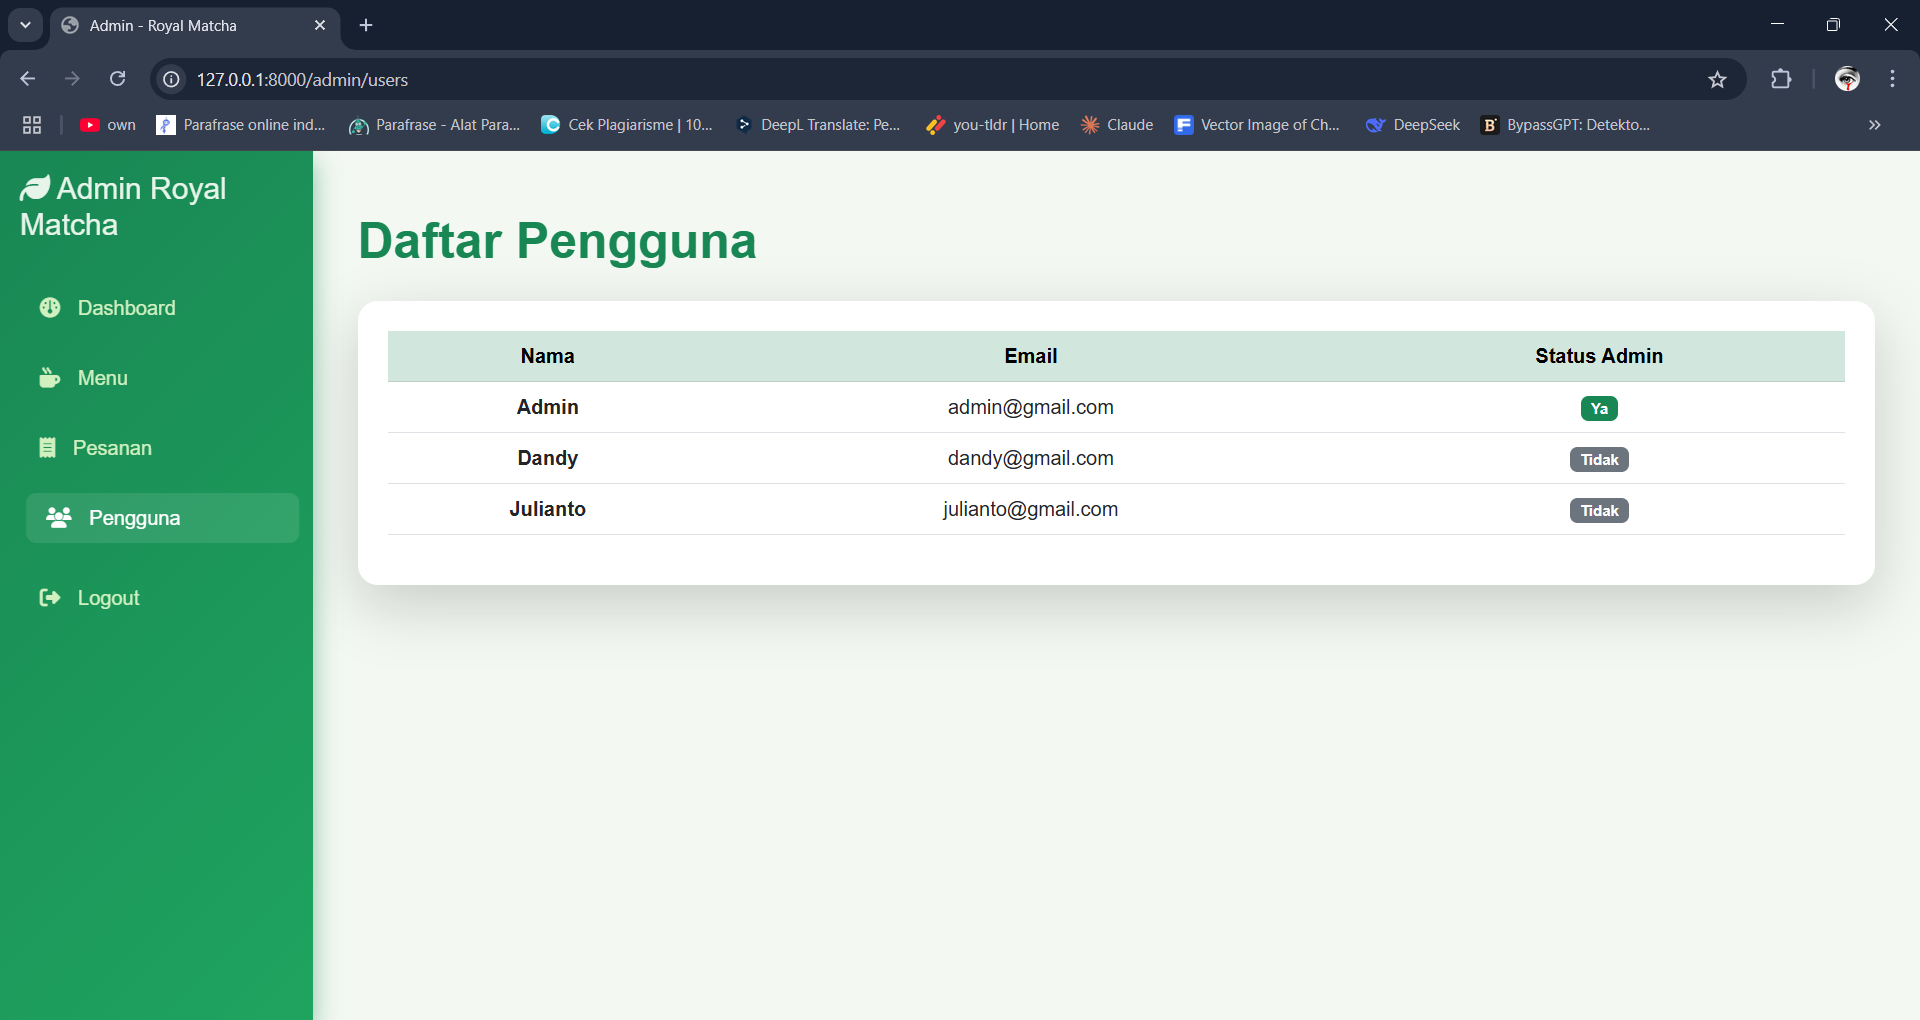 Admin - Royal Matcha
127.0.0.1:8000/admin/users
own
Parafrase online ind...
Parafrase - Alat Para...
Cek Plagiarisme | 10...
DeepL Translate: Pe...
you-tldr | Home
Claude
Vector Image of Ch...
DeepSeek
B BypassGPT: Detekto...
Admin Royal
Matcha
Dashboard
Menu
Pesanan
Pengguna
Logout
Daftar Pengguna
Nama Email Status Admin
Admin admin@gmail.com Ya
Dandy dandy@gmail.com Tidak
Julianto julianto@gmail.com Tidak